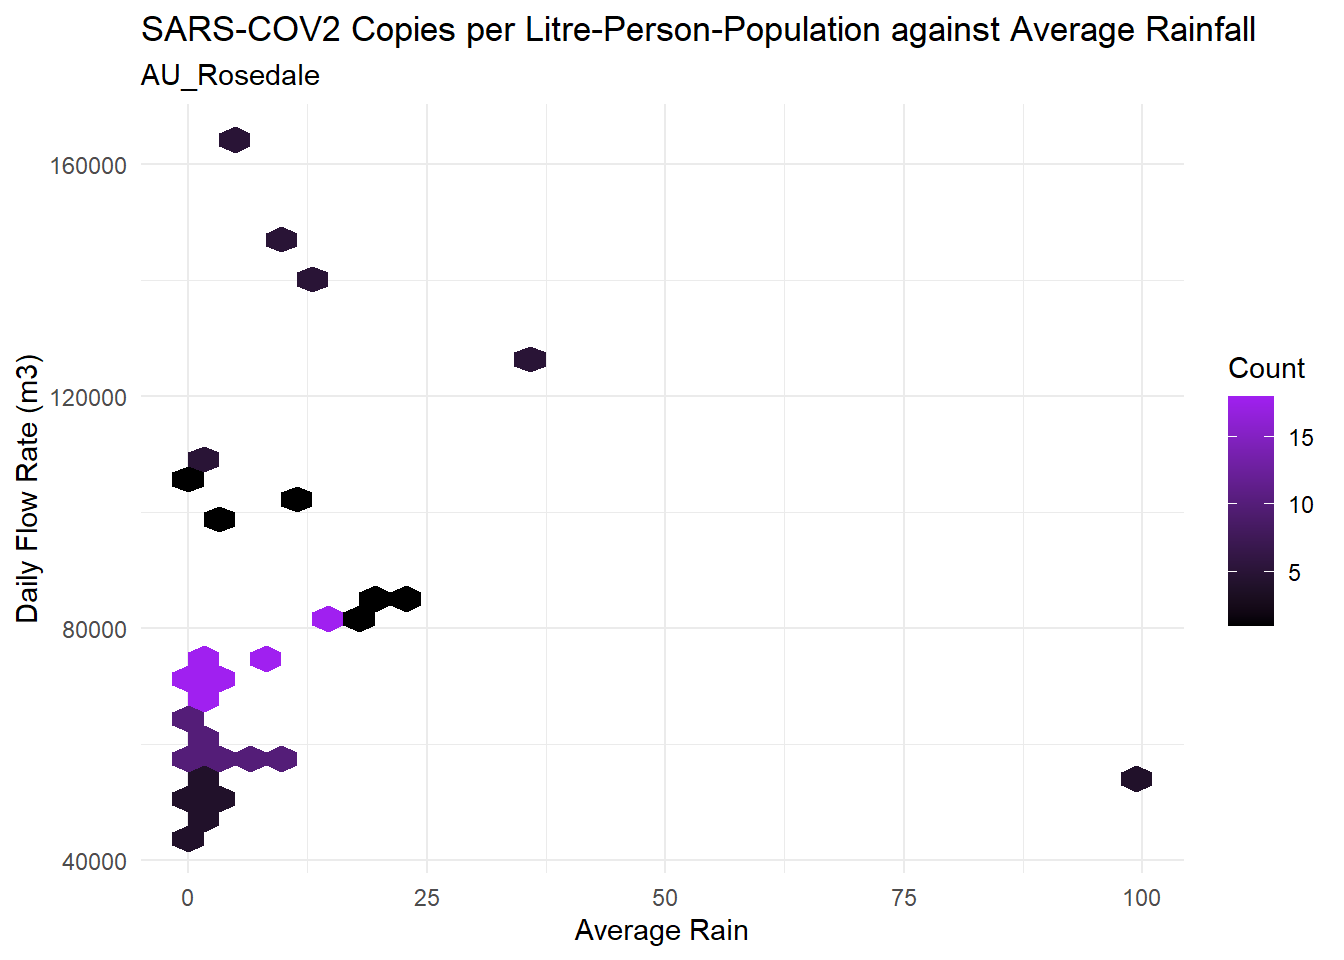 SARS-COV2 Copies per Litre-Person-Population against Average Rainfall
AU_Rosedale
160000
120000
80000
40000
Daily Flow Rate (m3)
0
25
50
75
100
Average Rain
Count
15
10
5